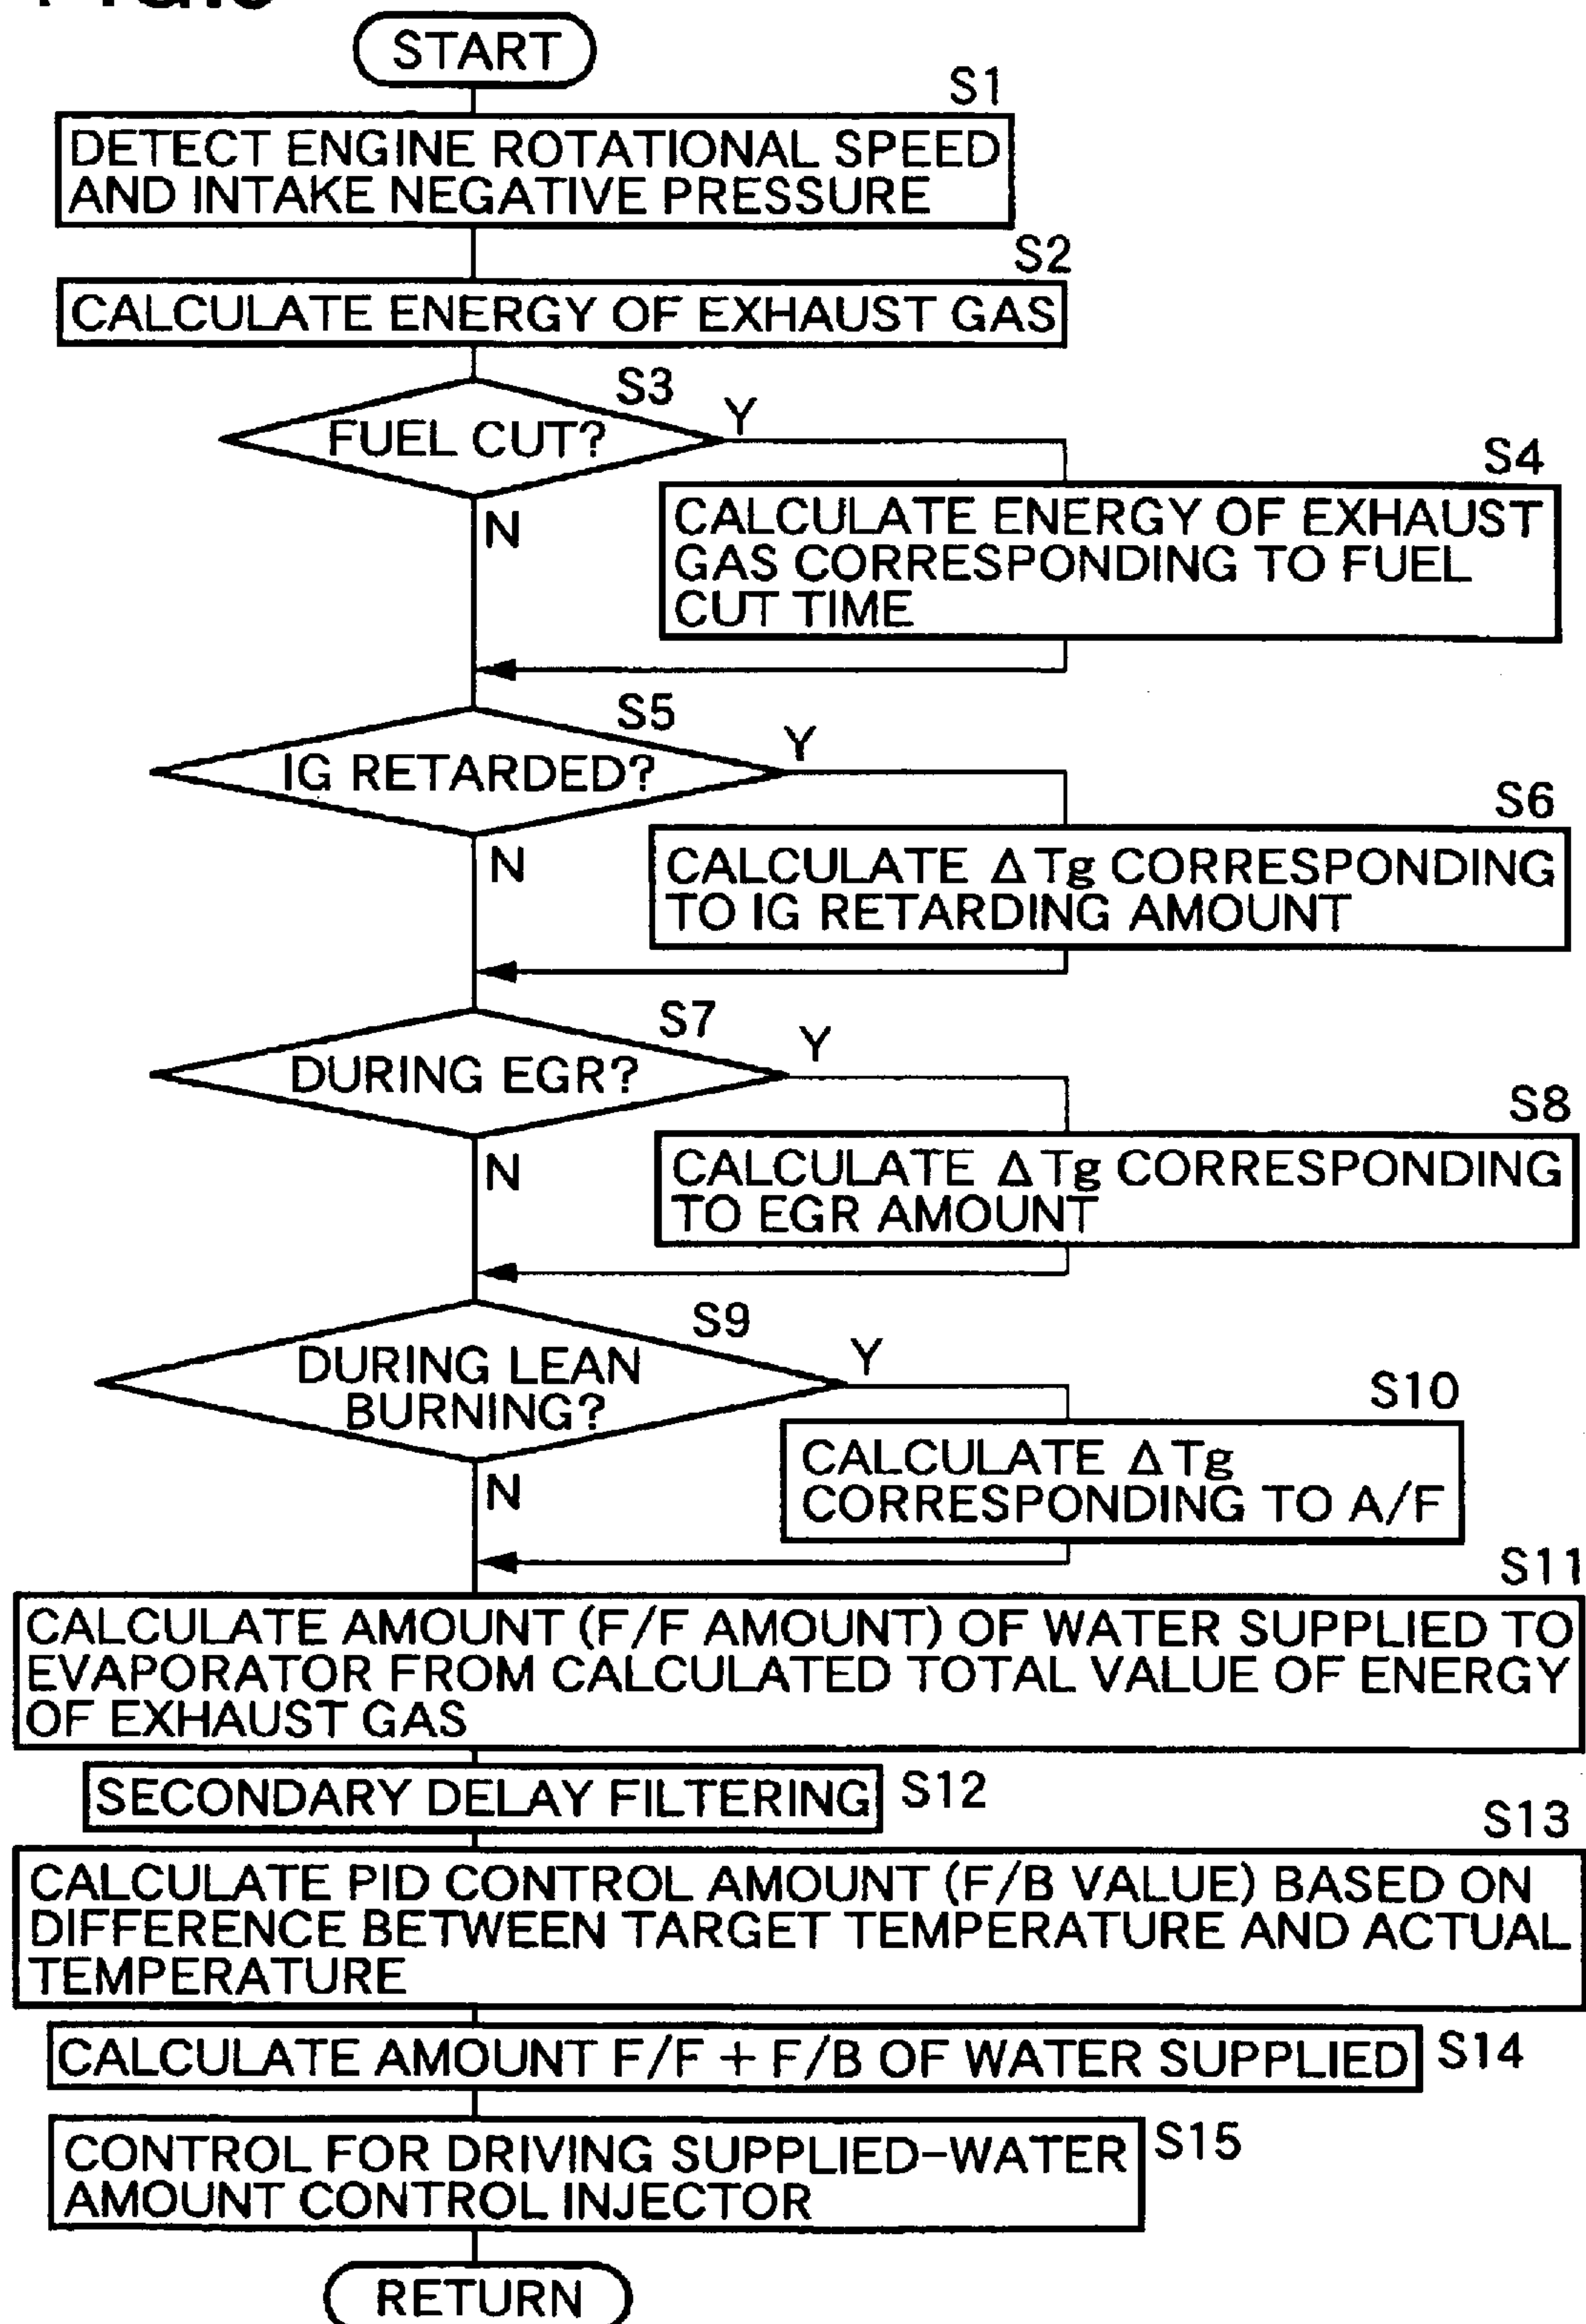 START
S1
DETECT ENGINE ROTATIONAL SPEED
AND INTAKE NEGATIVE PRESSURE
S2
CALCULATE ENERGY OF EXHAUST GAS
S3
FUEL CUT?
Y
N
S4
CALCULATE ENERGY OF EXHAUST
GAS CORRESPONDING TO FUEL
CUT TIME
S5
IG RETARDED?
Y
N
S6
CALCULATE ΔTg CORRESPONDING
TO IG RETARDING AMOUNT
S7
DURING EGR?
Y
N
S8
CALCULATE ΔTg CORRESPONDING
TO EGR AMOUNT
S9
DURING LEAN
BURNING?
Y
N
S10
CALCULATE ΔTg
CORRESPONDING TO A/F
S11
CALCULATE AMOUNT (F/F AMOUNT) OF WATER SUPPLIED TO
EVAPORATOR FROM CALCULATED TOTAL VALUE OF ENERGY
OF EXHAUST GAS
SECONDARY DELAY FILTERING
S12
S13
CALCULATE PID CONTROL AMOUNT (F/B VALUE) BASED ON
DIFFERENCE BETWEEN TARGET TEMPERATURE AND ACTUAL
TEMPERATURE
CALCULATE AMOUNT F/F + F/B OF WATER SUPPLIED
S14
CONTROL FOR DRIVING SUPPLIED-WATER
AMOUNT CONTROL INJECTOR
S15
RETURN